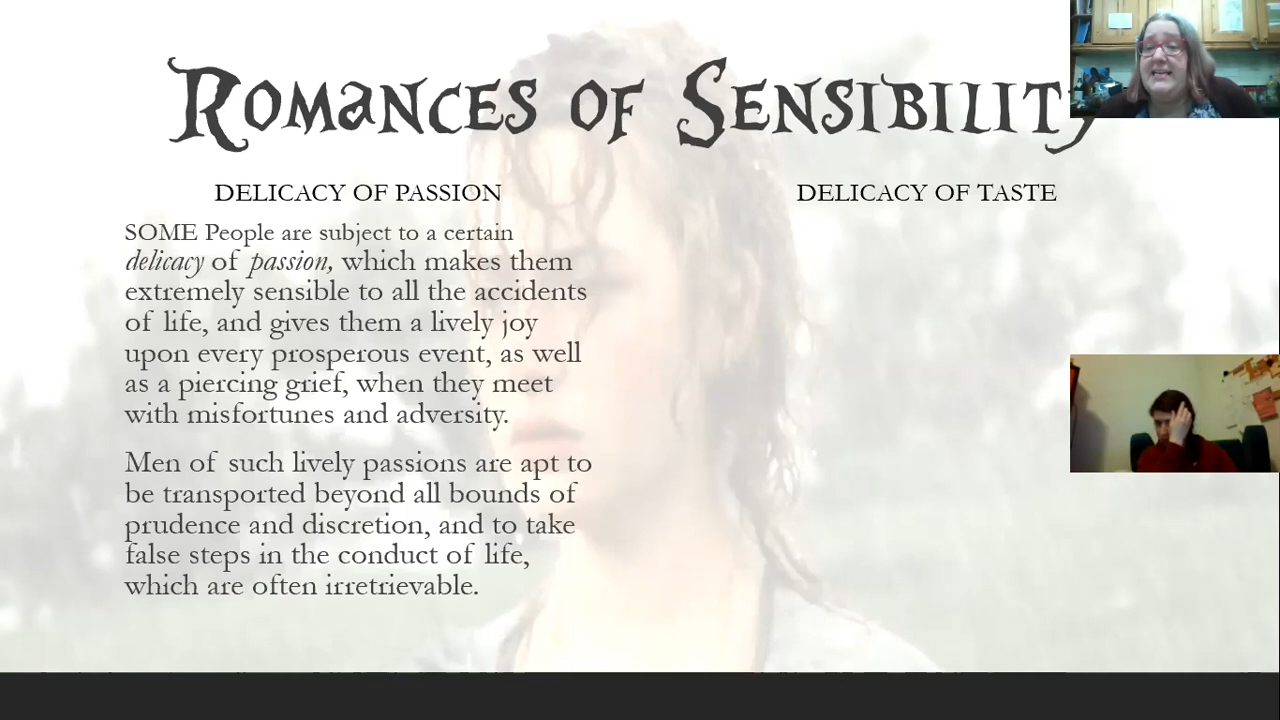 ROMANCES OF SENSIBILITY
DELICACY OF PASSION
SOME People are subject to a certain
delicacy of passion, which makes them
extremely sensible to all the accidents
of life, and gives them a lively joy
upon every prosperous event, as well
as a piercing grief, when they meet
with misfortunes and adversity.
Men of such lively passions are apt to
be transported beyond all bounds of
prudence and discretion, and to take
false steps in the conduct of life,
which are often irretrievable.
DELICACY OF TASTE